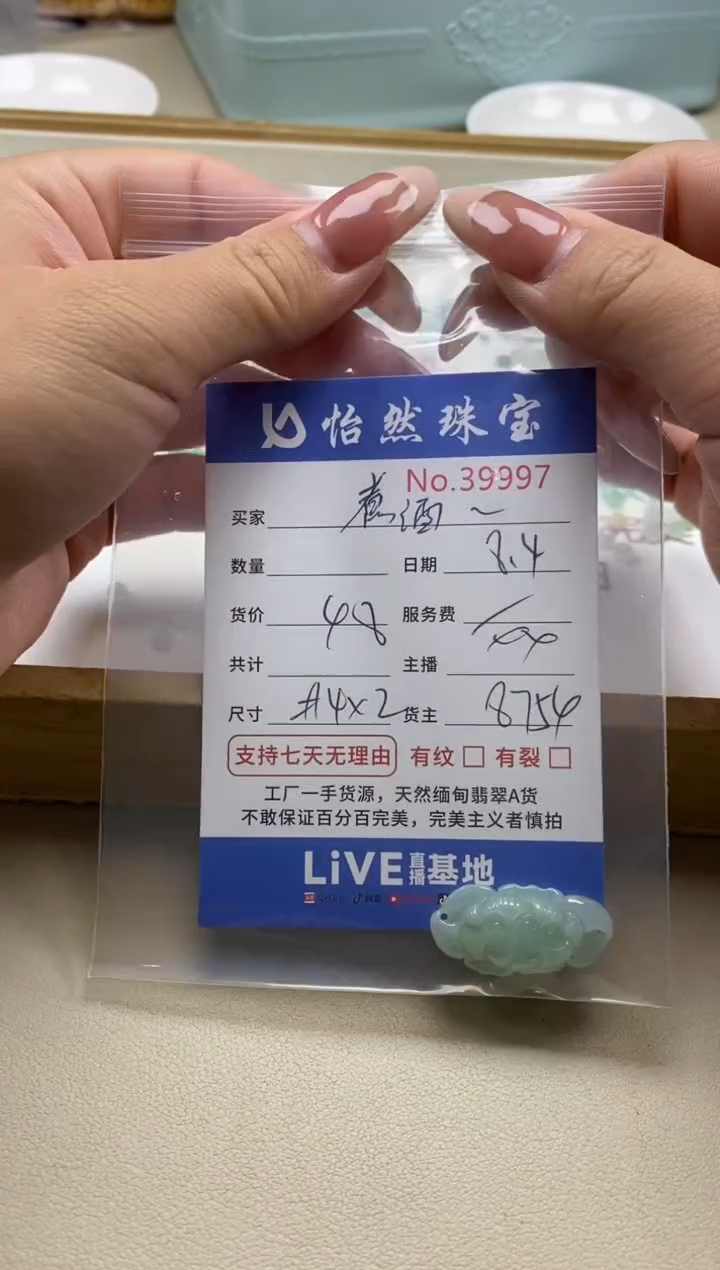 怡然珠宝
No.39997
买家 煮酒～
数量 日期 8.4
货价 48 服务费 /
共计 主播
尺寸 货主 8754
支持七天无理由 有纹 □ 有裂 □
工厂一手货源，天然缅甸翡翠A货
不敢保证百分百完美，完美主义者慎拍
LiVE直播基地